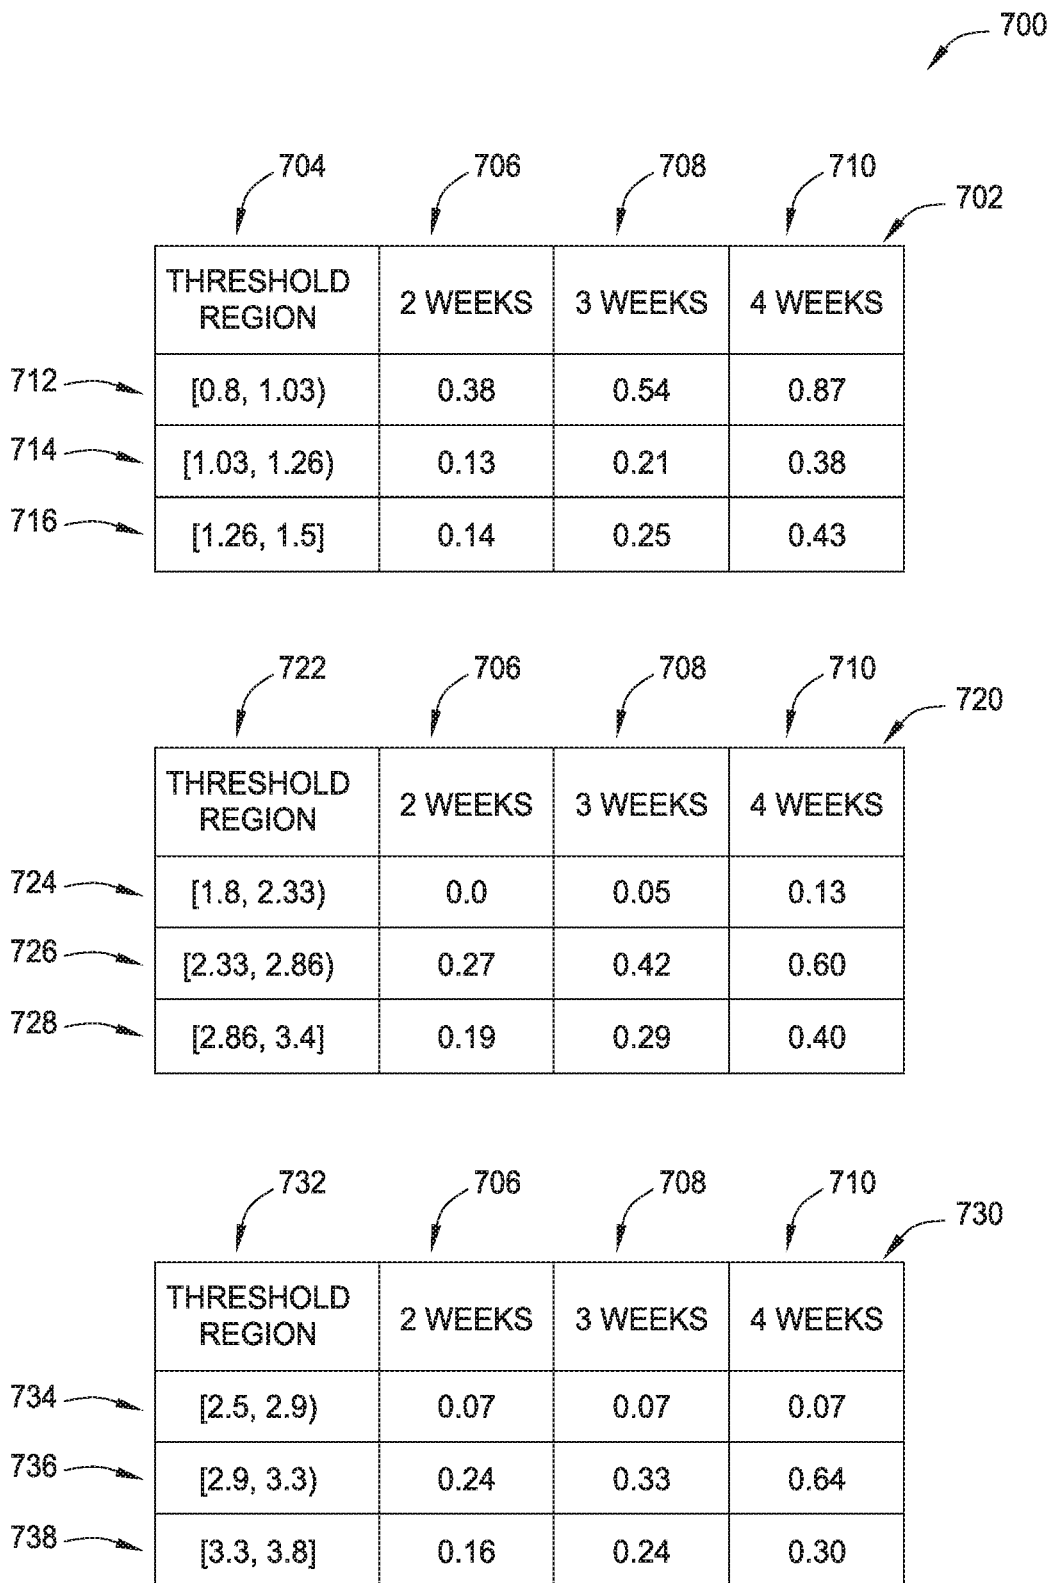 700
704 706 708 710
702
THRESHOLD
REGION 2 WEEKS 3 WEEKS 4 WEEKS
712 [0.8, 1.03) 0.38 0.54 0.87
714 [1.03, 1.26) 0.13 0.21 0.38
716 [1.26, 1.5] 0.14 0.25 0.43
722 706 708 710
720
THRESHOLD
REGION 2 WEEKS 3 WEEKS 4 WEEKS
724 [1.8, 2.33) 0.0 0.05 0.13
726 [2.33, 2.86) 0.27 0.42 0.60
728 [2.86, 3.4] 0.19 0.29 0.40
732 706 708 710
730
THRESHOLD
REGION 2 WEEKS 3 WEEKS 4 WEEKS
734 [2.5, 2.9) 0.07 0.07 0.07
736 [2.9, 3.3) 0.24 0.33 0.64
738 [3.3, 3.8] 0.16 0.24 0.30